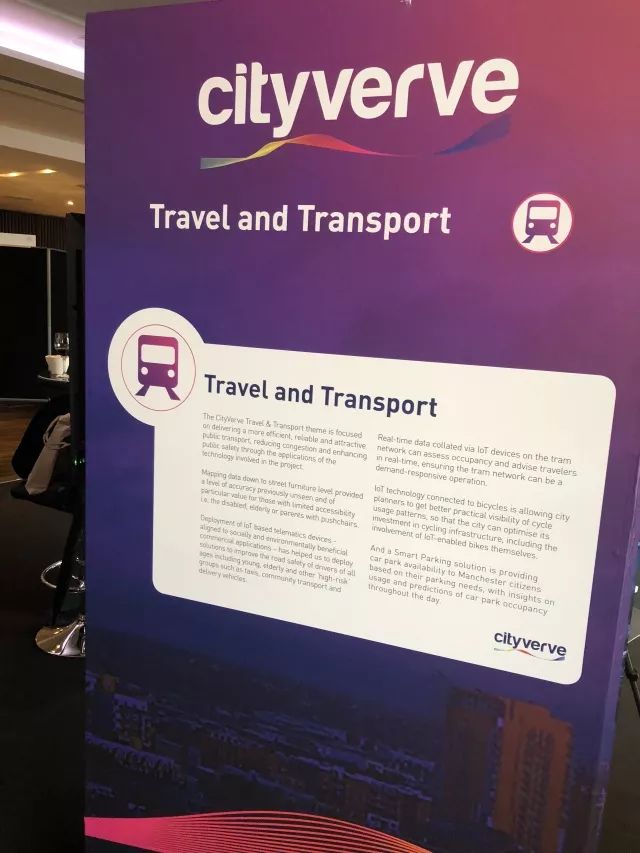 cityverve
Travel and Transport
Travel and Transport
The CityVerve Travel & Transport theme is focused
on delivering a more efficient, reliable and attractive
public transport, reducing congestion and enhancing
public safety through the applications of the
technology involved in the project.
Mapping data down to street furniture level provided
a level of accuracy previously unseen and of
particular value for those with limited accessibility
i.e. the disabled, elderly or parents with pushchairs.
Deployment of IoT based telematics devices -
aligned to socially and environmentally beneficial
commercial applications - has helped us to deploy
solutions to improve the road safety of drivers of all
ages including young, elderly and other 'high-risk'
groups such as taxis, community transport and
delivery vehicles.
Real-time data collated via IoT devices on the tram
network can assess occupancy and advise travelers
in real-time, ensuring the tram network can be a
demand-responsive operation.
IoT technology connected to bicycles is allowing city
planners to get better practical visibility of cycle
usage patterns, so that the city can optimise its
investment in cycling infrastructure, including the
involvement of IoT-enabled bikes themselves.
And a Smart Parking solution is providing
car park availability to Manchester citizens
based on their parking needs, with insights on
usage and predictions of car park occupancy
throughout the day.
cityverve